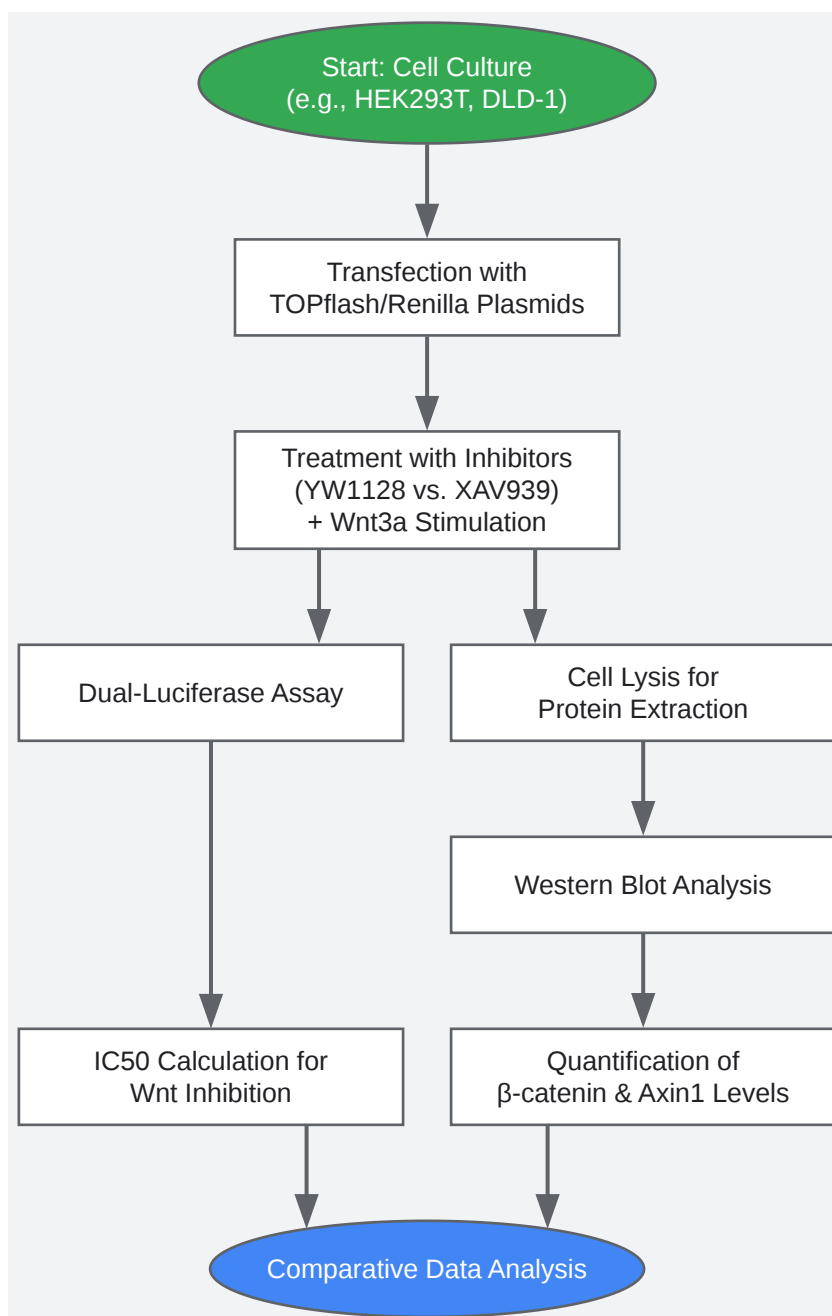 Start: Cell Culture
(e.g., HEK293T, DLD-1)
Transfection with
TOPflash/Renilla Plasmids
Treatment with Inhibitors
(YW1128 vs. XAV939)
+ Wnt3a Stimulation
Dual-Luciferase Assay
Cell Lysis for
Protein Extraction
Western Blot Analysis
IC50 Calculation for
Wnt Inhibition
Quantification of
β-catenin & Axin1 Levels
Comparative Data Analysis